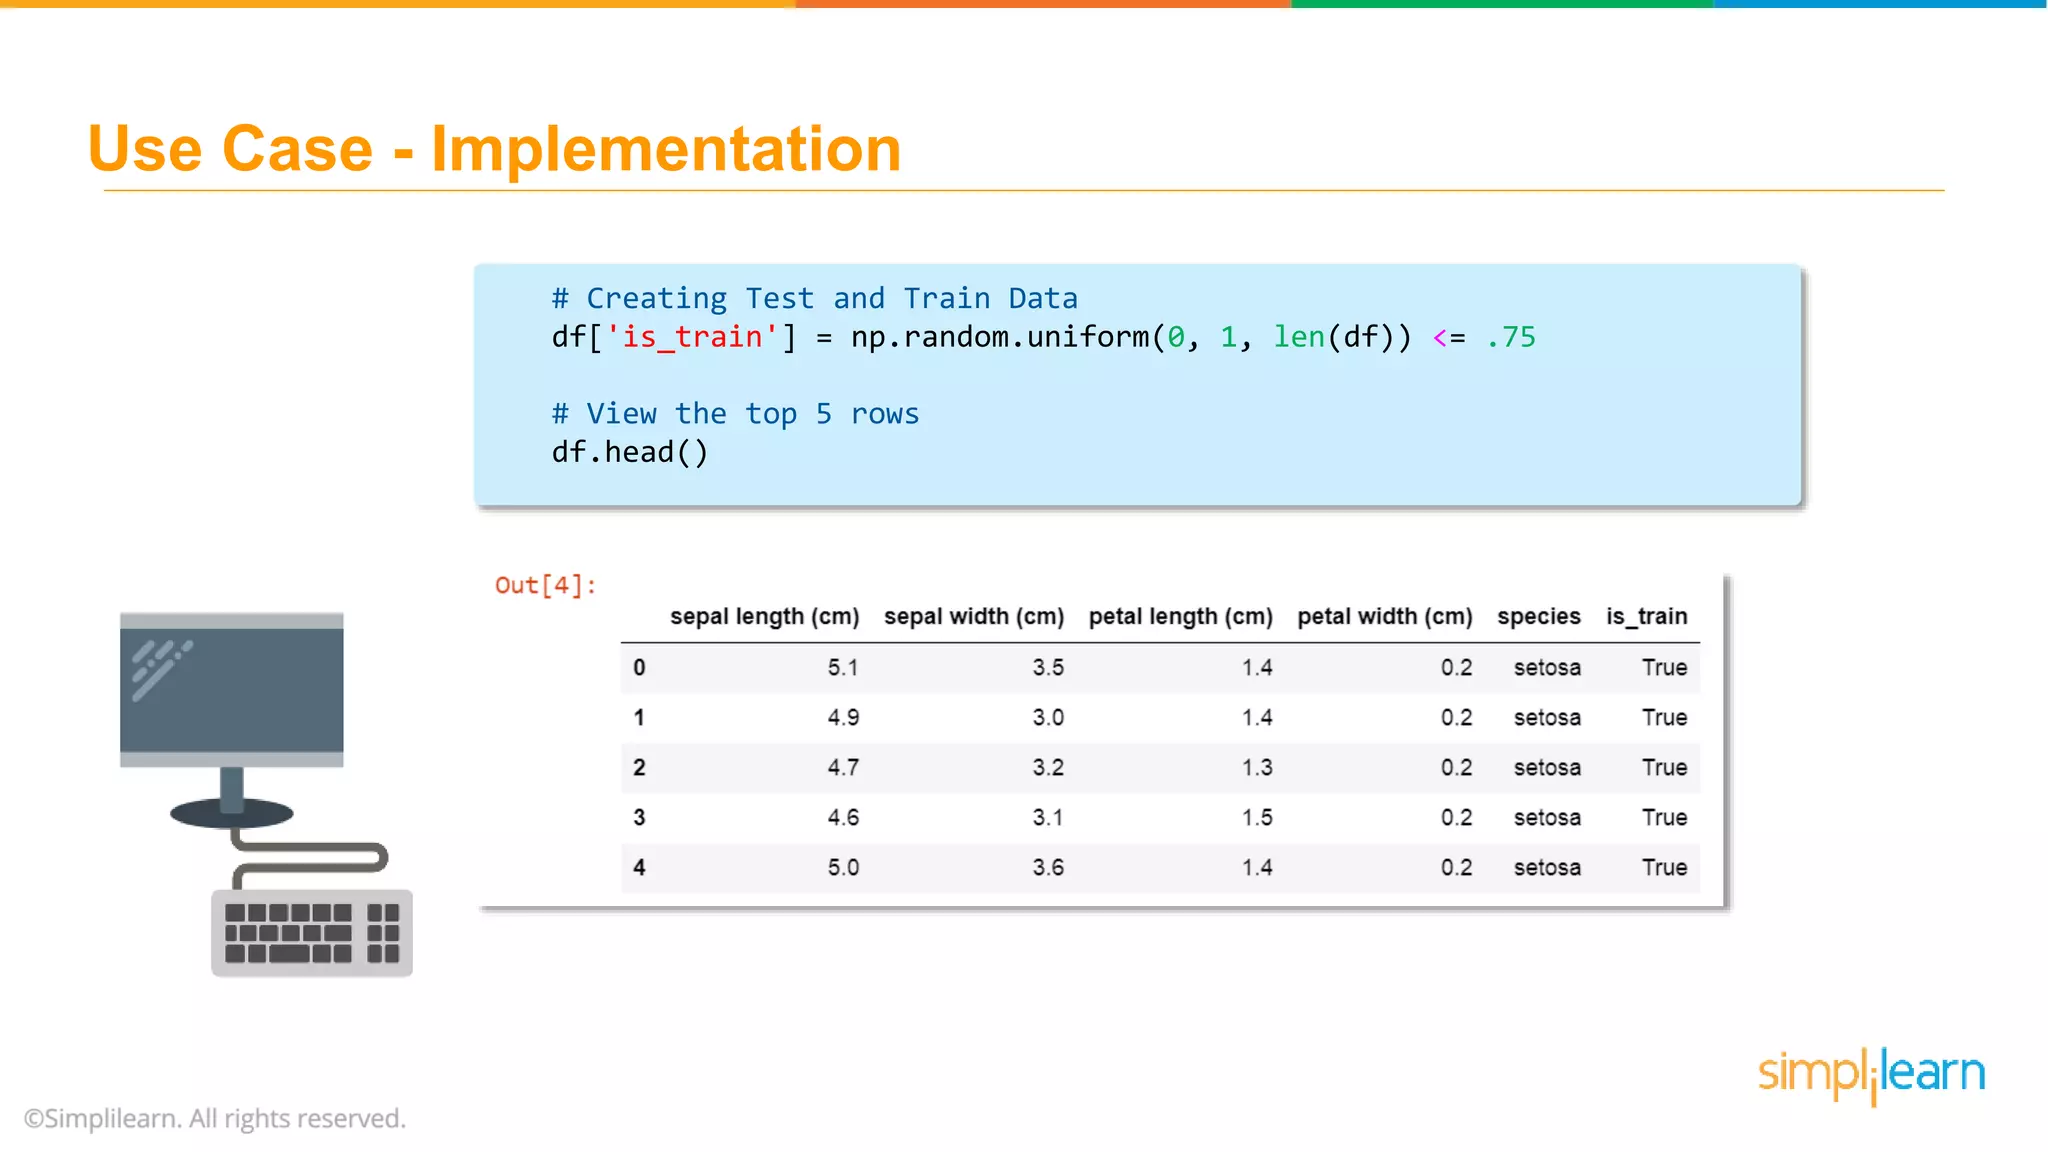 Use Case - Implementation
# Creating Test and Train Data
df['is_train'] = np.random.uniform(0, 1, len(df)) <= .75
# View the top 5 rows
df.head()
Out[4]:
sepal length (cm) sepal width (cm) petal length (cm) petal width (cm) species is_train
0 5.1 3.5 1.4 0.2 setosa True
1 4.9 3.0 1.4 0.2 setosa True
2 4.7 3.2 1.3 0.2 setosa True
3 4.6 3.1 1.5 0.2 setosa True
4 5.0 3.6 1.4 0.2 setosa True
simplilearn
©Simplilearn. All rights reserved.